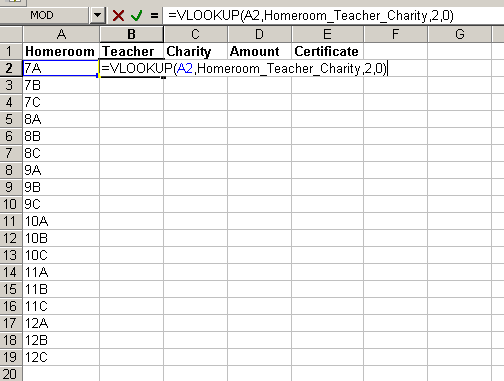 MOD = =VLOOKUP(A2,Homeroom_Teacher_Charity,2,0)
A B C D E F G
1 Homeroom Teacher Charity Amount Certificate
2 7A =VLOOKUP(A2,Homeroom_Teacher_Charity,2,0)
3 7B
4 7C
5 8A
6 8B
7 8C
8 9A
9 9B
10 9C
11 10A
12 10B
13 10C
14 11A
15 11B
16 11C
17 12A
18 12B
19 12C
20